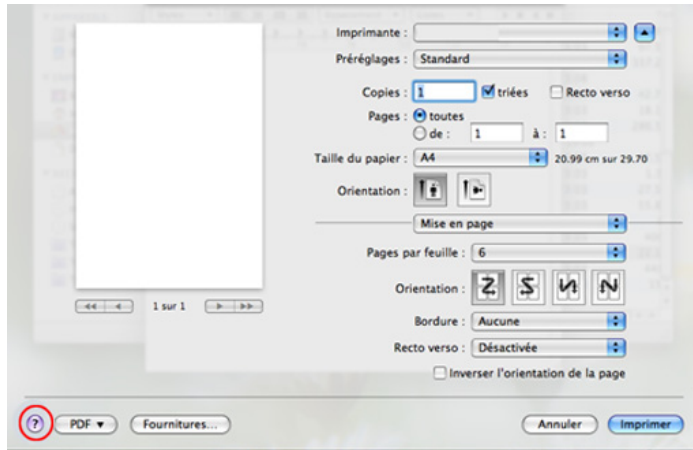 Imprimante :
Préréglages : Standard
Copies : 1 triées Recto verso
Pages : toutes
de : 1 à : 1
Taille du papier : A4 20.99 cm sur 29.70
Orientation :
Mise en page
Pages par feuille : 6
Orientation :
Bordure : Aucune
Recto verso : Désactivée
Inverser l'orientation de la page
1 sur 1
? PDF Fournitures... Annuler Imprimer